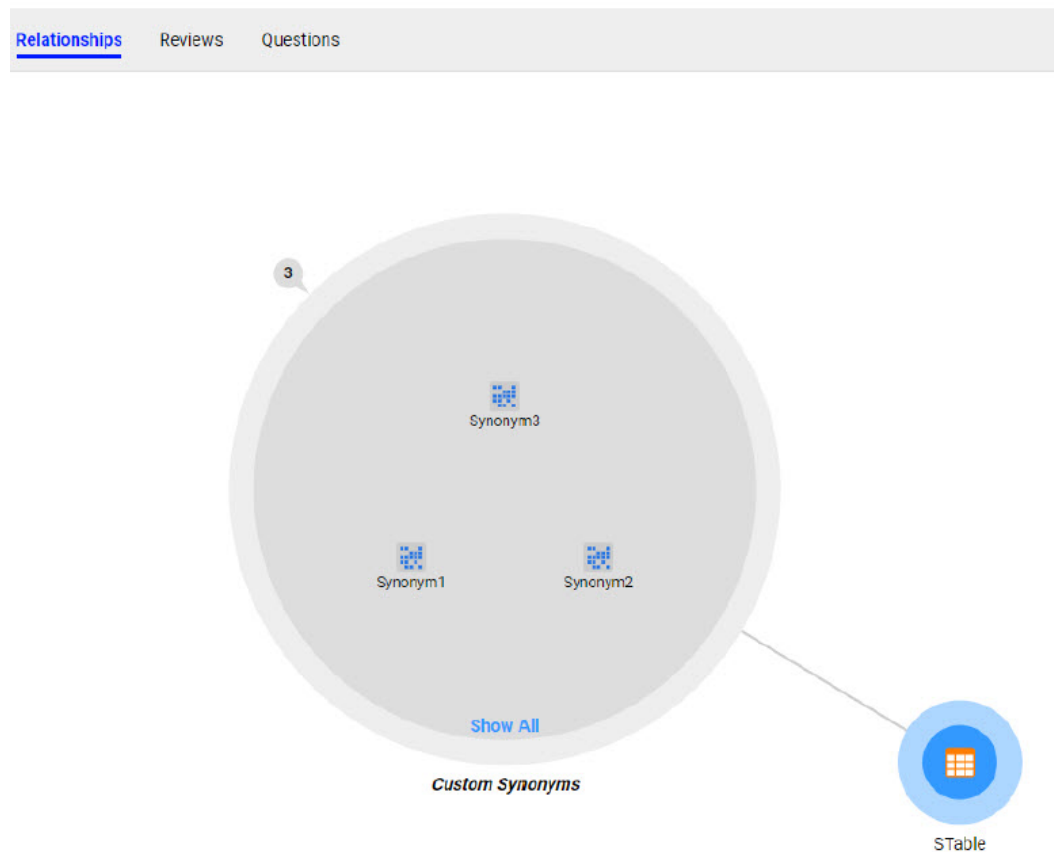 Relationships Reviews Questions
3
Synonym3
Synonym1 Synonym2
Show All
Custom Synonyms
STable